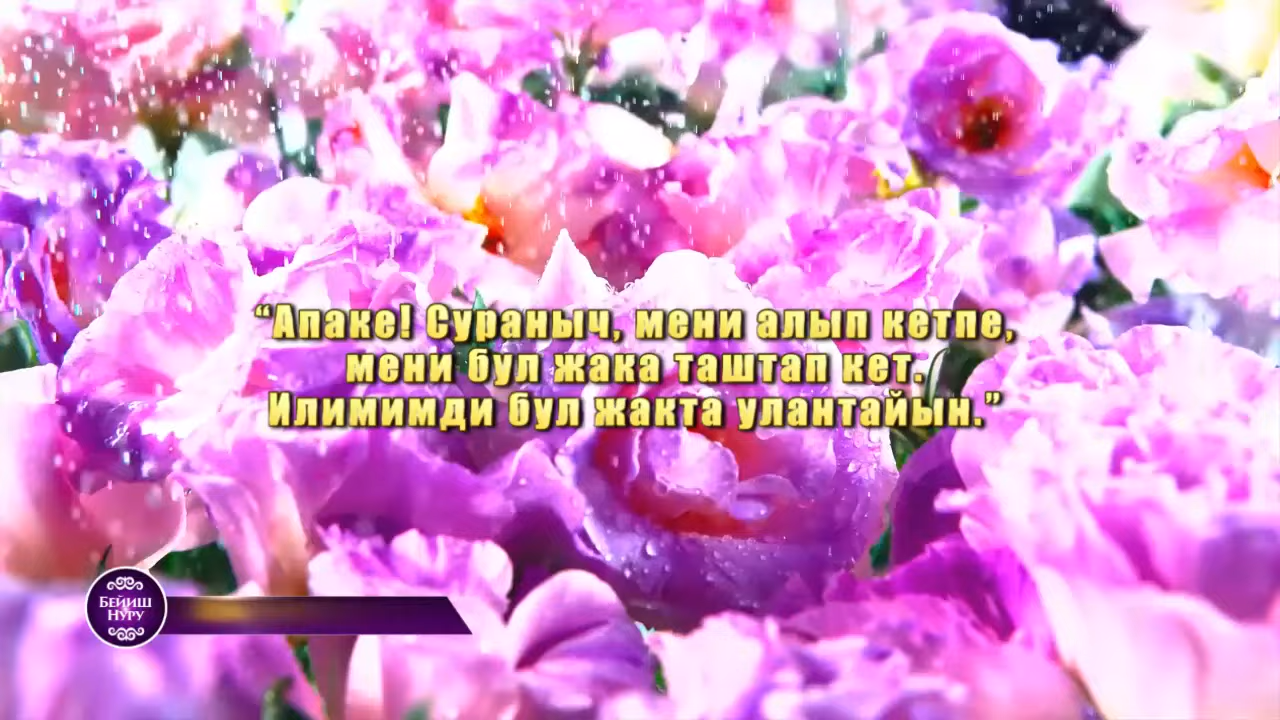 “Апаке! Сураныч, мени алып кетпе,
мени бул жака таштап кет.
Илимимди бул жакта улантайын.”
БЕЙИШ
НУРУ